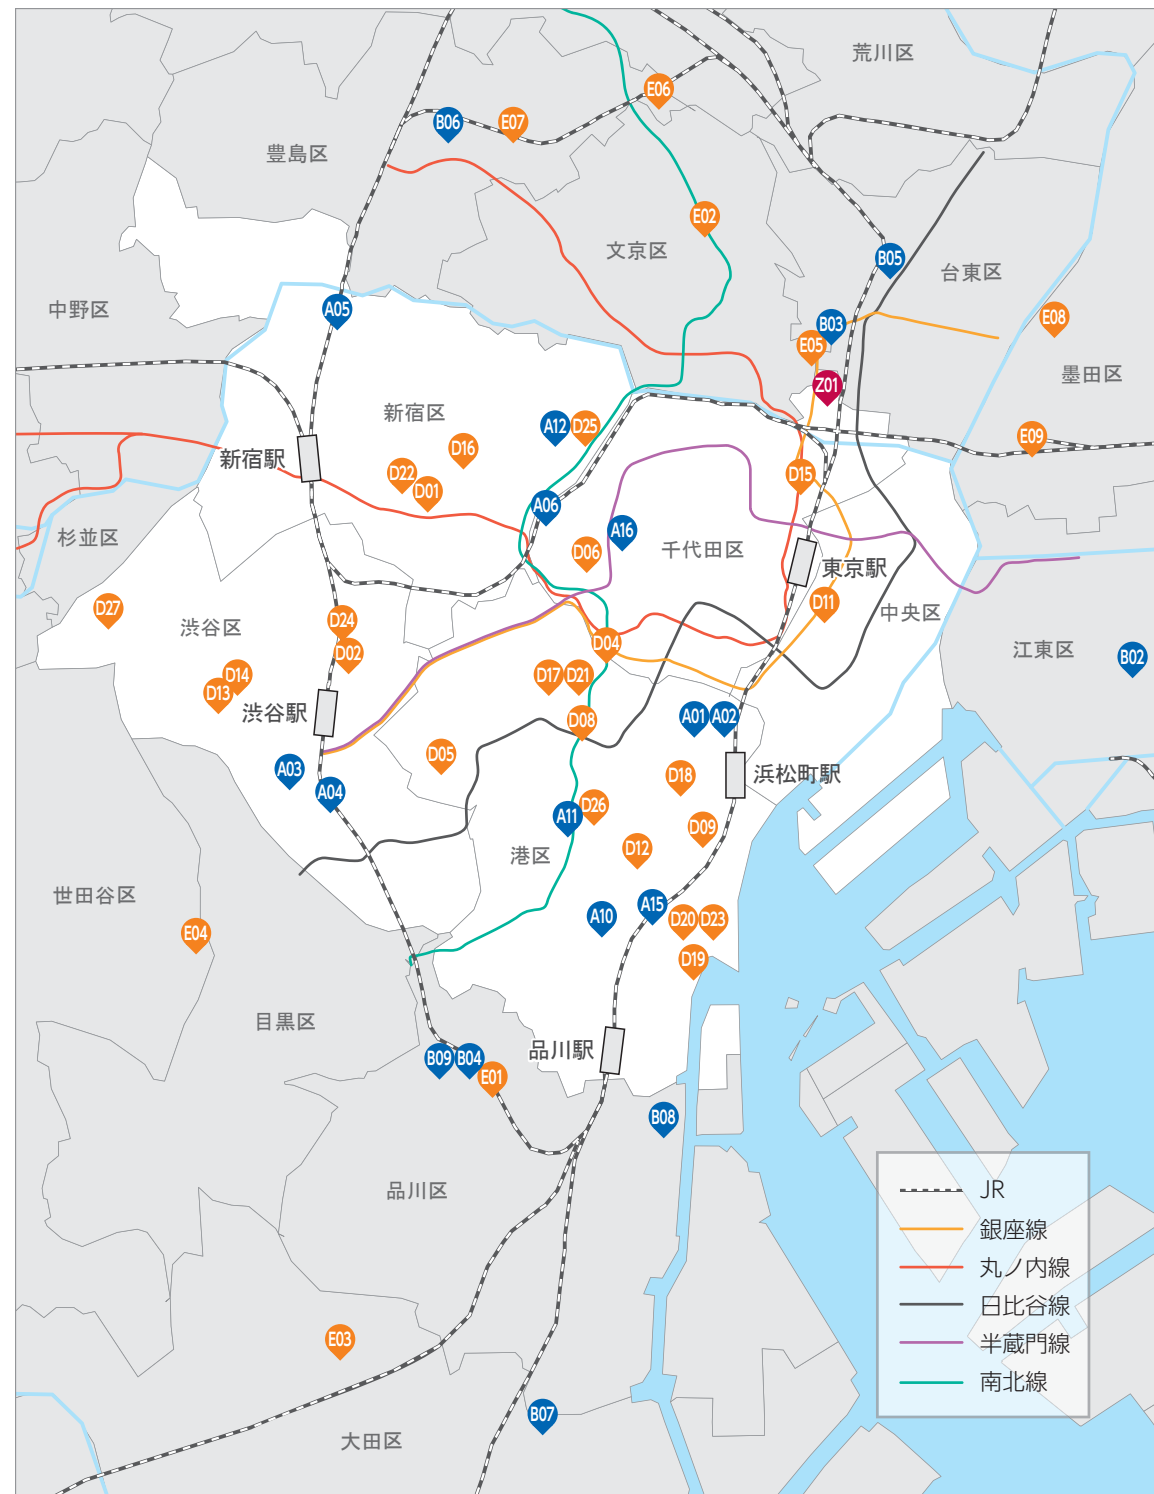 荒川区
E06
B06
E07
豊島区
E02
文京区
B05
台東区
中野区
A05
B03
E08
E05
墨田区
Z01
新宿区
A12
D25
E09
新宿駅
D16
D22
D15
D01
A06
A16
杉並区
D06
千代田区
東京駅
D27
D11
中央区
渋谷区
D24
D04
江東区
D02
B02
D14
D17
D21
D13
渋谷駅
D08
A01
A02
D05
A03
D18
浜松町駅
A04
D26
A11
D09
港区
D12
世田谷区
A15
A10
D20
D23
E04
D19
目黒区
品川駅
B09
B04
E01
B08
品川区
JR
銀座線
丸ノ内線
日比谷線
半蔵門線
南北線
E03
B07
大田区